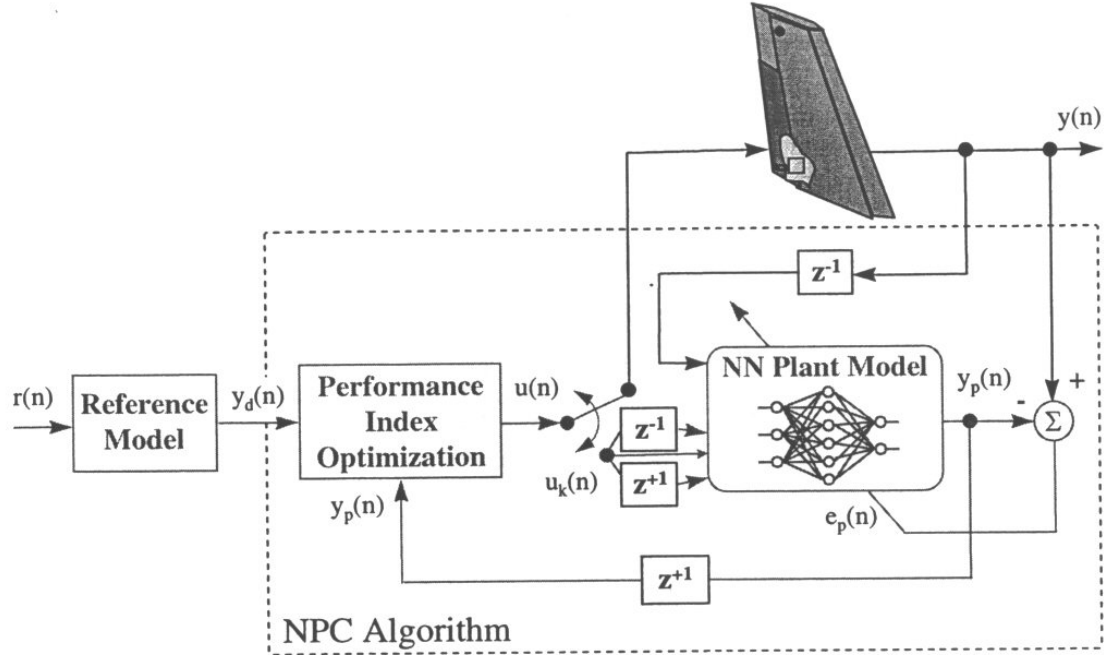 y(n)
z⁻¹
r(n)
Reference
Model
y_d(n)
Performance
Index
Optimization
u(n)
NN Plant Model
y_p(n)
+
-
Σ
z⁻¹
z⁺¹
u_k(n)
y_p(n)
e_p(n)
z⁺¹
NPC Algorithm